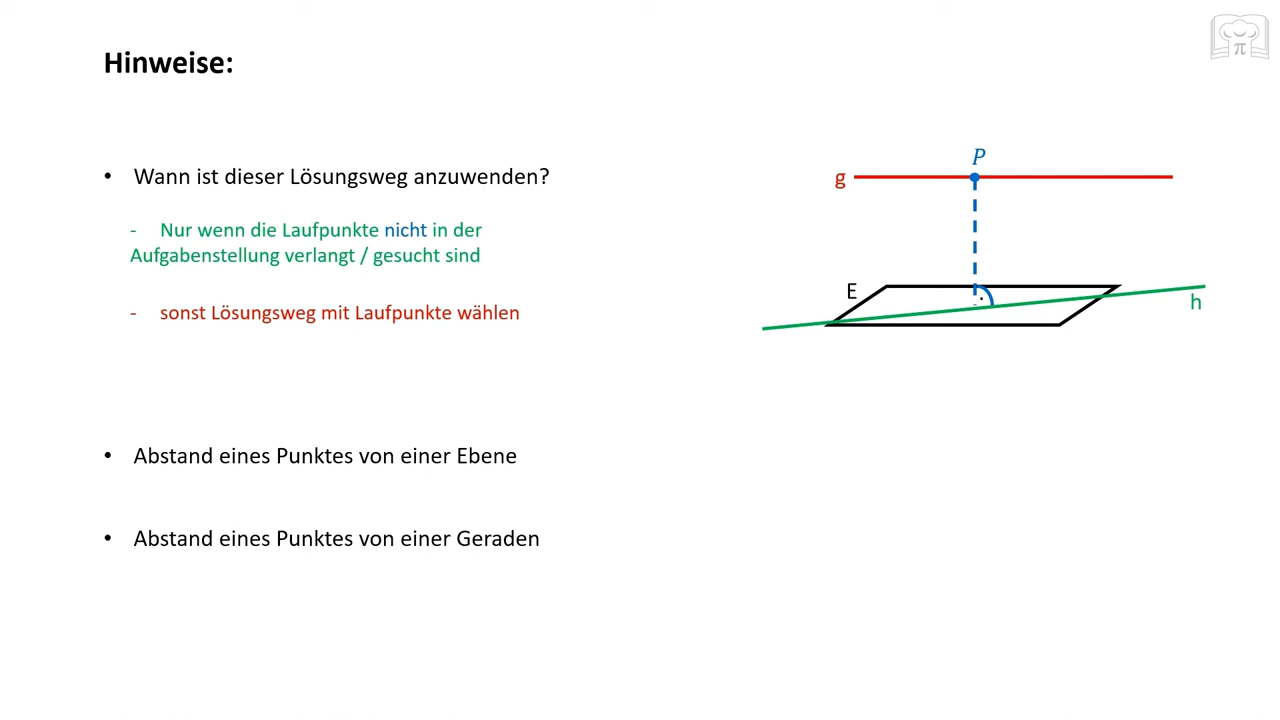 Hinweise:
• Wann ist dieser Lösungsweg anzuwenden?
- Nur wenn die Laufpunkte nicht in der
Aufgabenstellung verlangt / gesucht sind
- sonst Lösungsweg mit Laufpunkte wählen
• Abstand eines Punktes von einer Ebene
• Abstand eines Punktes von einer Geraden
P
g
E
h
π